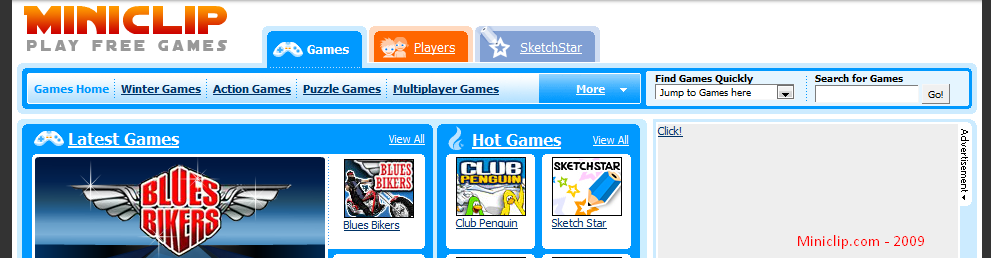 MINICLIP
PLAY FREE GAMES
Games
Players
SketchStar
Games Home
Winter Games
Action Games
Puzzle Games
Multiplayer Games
More
Find Games Quickly
Jump to Games here
Search for Games
Go!
Latest Games
View All
BLUES
BIKERS
BLUES
BIKERS
Blues Bikers
Hot Games
View All
CLUB
PENGUIN
Club Penguin
SKETCHSTAR
Sketch Star
Click!
Advertisement
Miniclip.com - 2009